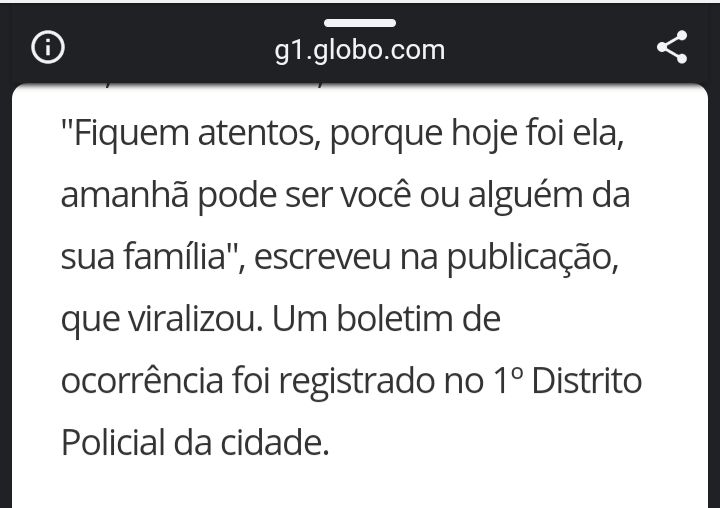 g1.globo.com
"Fiquem atentos, porque hoje foi ela,
amanhã pode ser você ou alguém da
sua família", escreveu na publicação,
que viralizou. Um boletim de
ocorrência foi registrado no 1º Distrito
Policial da cidade.